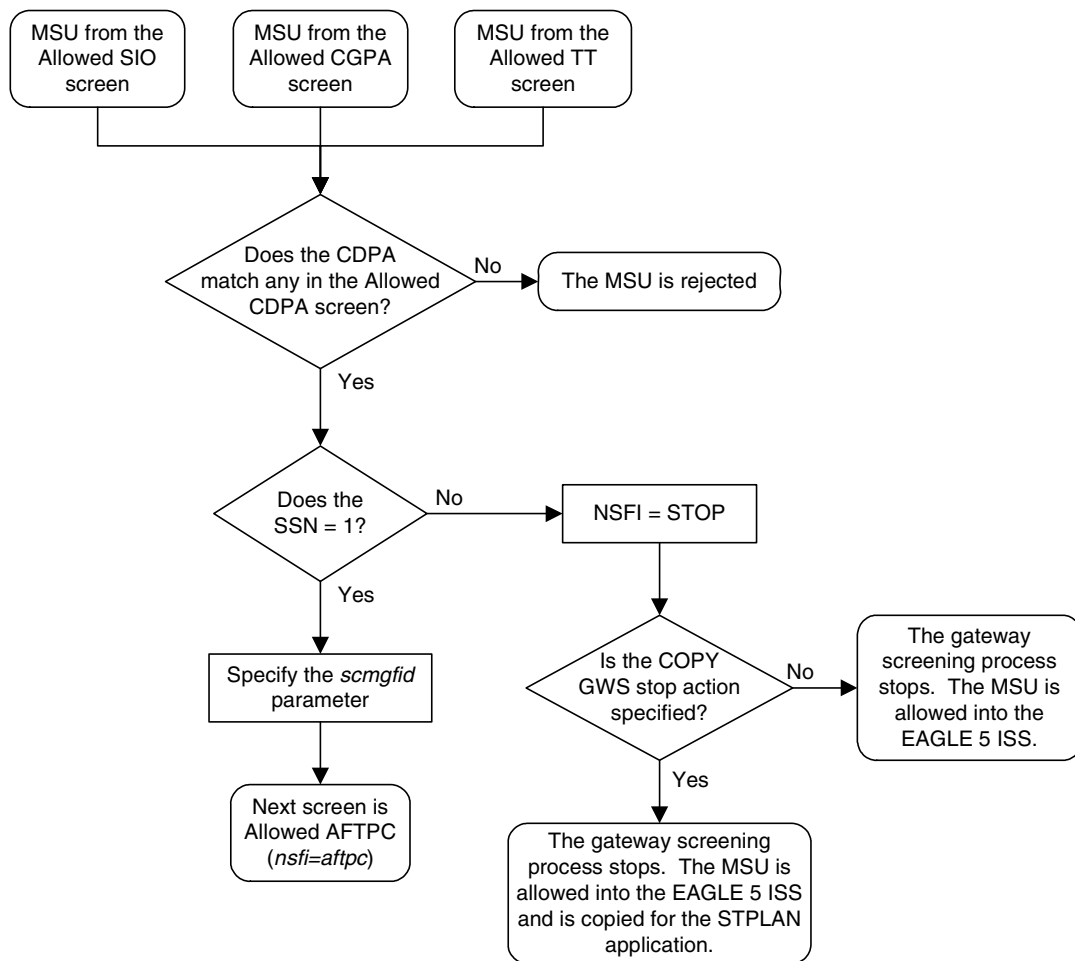 MSU from the
Allowed SIO
screen
MSU from the
Allowed CGPA
screen
MSU from the
Allowed TT
screen
Does the CDPA
match any in the Allowed
CDPA screen?
No
The MSU is rejected
Yes
Does the
SSN = 1?
No
NSFI = STOP
Yes
Specify the scmgfid
parameter
Next screen is
Allowed AFTPC
(nsfi=aftpc)
Is the COPY
GWS stop action
specified?
No
The gateway
screening process
stops.  The MSU is
allowed into the
EAGLE 5 ISS.
Yes
The gateway screening
process stops.  The MSU is
allowed into the EAGLE 5 ISS
and is copied for the STPLAN
application.